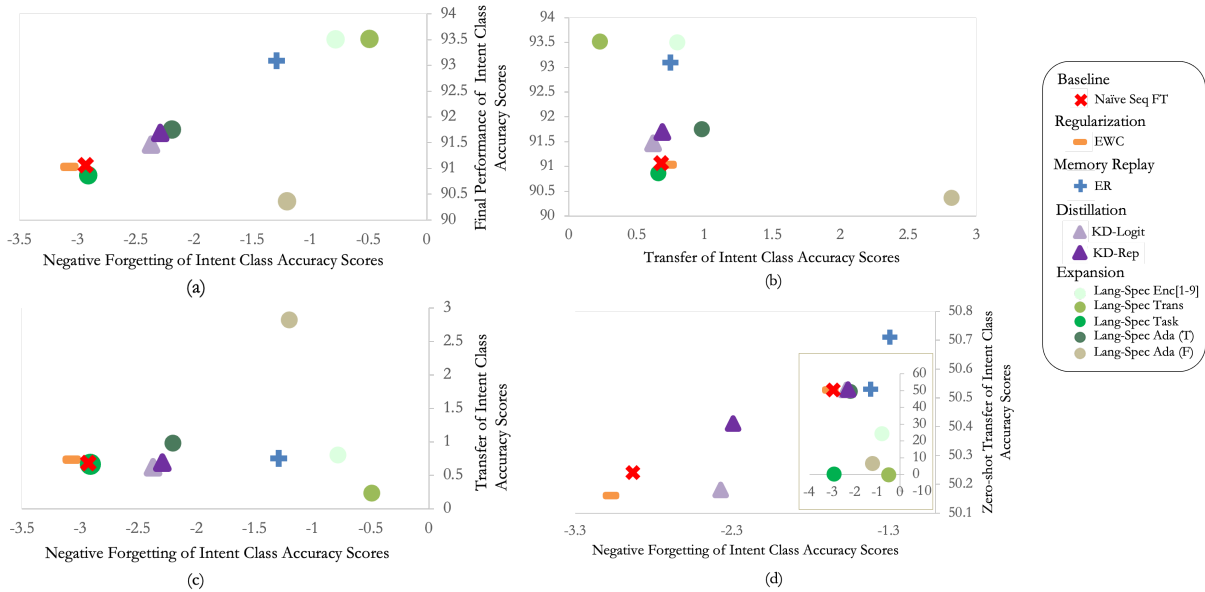 94
93.5
93
92.5
92
91.5
91
90.5
90
-3.5 -3 -2.5 -2 -1.5 -1 -0.5 0
Final Performance of Intent Class
Accuracy Scores
Negative Forgetting of Intent Class Accuracy Scores
(a)
94
93.5
93
92.5
92
91.5
91
90.5
90
0 0.5 1 1.5 2 2.5 3
Transfer of Intent Class Accuracy Scores
(b)
3
2.5
2
1.5
1
0.5
0
-3.5 -3 -2.5 -2 -1.5 -1 -0.5 0
Transfer of Intent Class
Accuracy Scores
Negative Forgetting of Intent Class Accuracy Scores
(c)
50.8
50.7
50.6
50.5
50.4
50.3
50.2
50.1
-3.3 -2.3 -1.3
60
50
40
30
20
10
0
-10
-4 -3 -2 -1 0
Zero-shot Transfer of Intent Class
Accuracy Scores
Negative Forgetting of Intent Class Accuracy Scores
(d)
Baseline
Naïve Seq FT
Regularization
EWC
Memory Replay
ER
Distillation
KD-Logit
KD-Rep
Expansion
Lang-Spec Enc[1-9]
Lang-Spec Trans
Lang-Spec Task
Lang-Spec Ada (T)
Lang-Spec Ada (F)